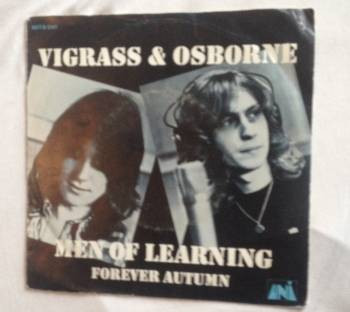 VIGRASS & OSBORNE
MEN OF LEARNING
FOREVER AUTUMN
UNI